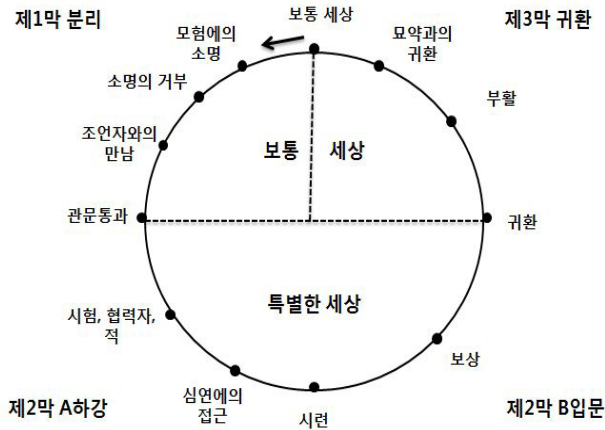 제1막 분리
보통 세상
제3막 귀환
모험에의
소명
묘약과의
귀환
소명의 거부
부활
조언자와의
만남
보통 세상
관문통과
귀환
특별한 세상
시험, 협력자,
적
보상
심연에의
접근
시련
제2막 A하강
제2막 B입문